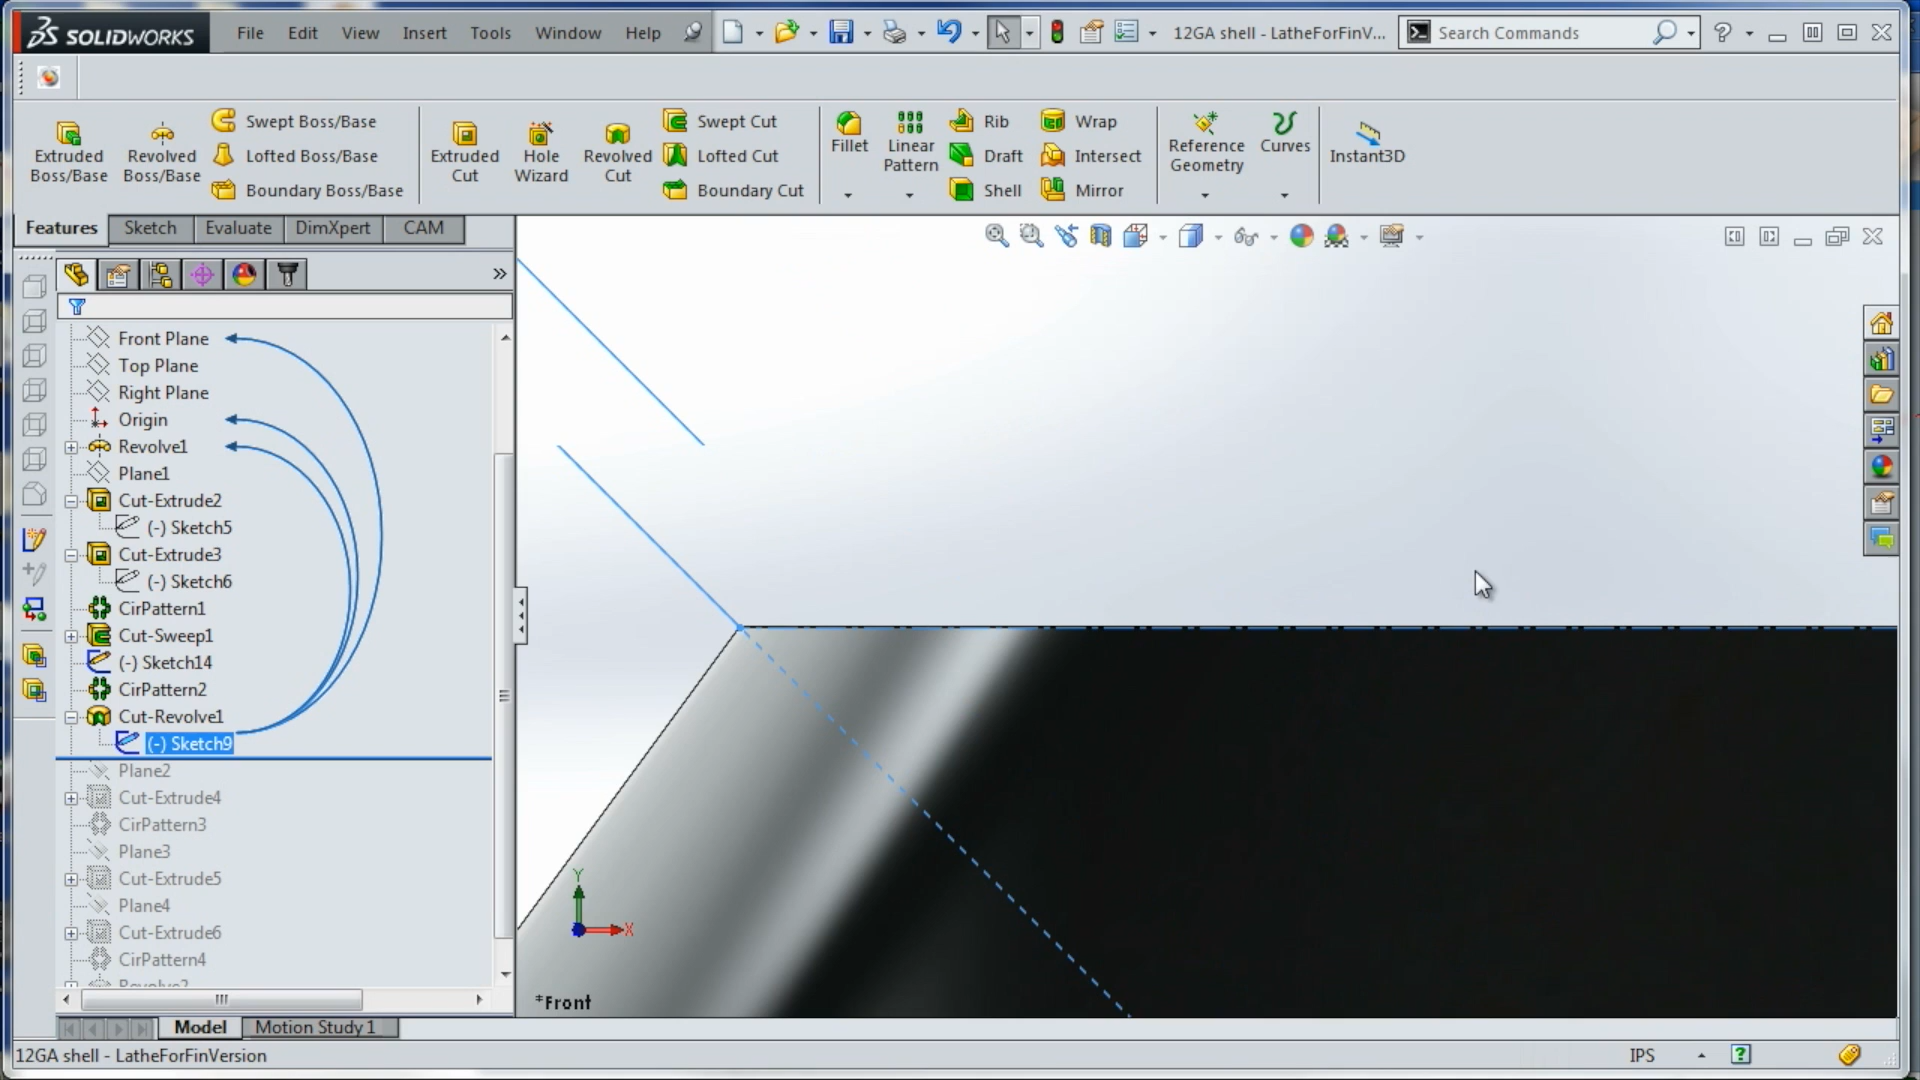 SOLIDWORKS File Edit View Insert Tools Window Help 12GA shell - LatheForFinV... Search Commands
Extruded Boss/Base
Revolved Boss/Base
Swept Boss/Base
Lofted Boss/Base
Boundary Boss/Base
Extruded Cut
Hole Wizard
Revolved Cut
Swept Cut
Lofted Cut
Boundary Cut
Fillet
Linear Pattern
Rib
Draft
Shell
Wrap
Intersect
Mirror
Reference Geometry
Curves
Instant3D
Features Sketch Evaluate DimXpert CAM
Front Plane
Top Plane
Right Plane
Origin
Revolve1
Plane1
Cut-Extrude2
(-) Sketch5
Cut-Extrude3
(-) Sketch6
CirPattern1
Cut-Sweep1
(-) Sketch14
CirPattern2
Cut-Revolve1
(-) Sketch9
Plane2
Cut-Extrude4
CirPattern3
Plane3
Cut-Extrude5
Plane4
Cut-Extrude6
CirPattern4
Y
X
*Front
Model Motion Study 1
12GA shell - LatheForFinVersion IPS